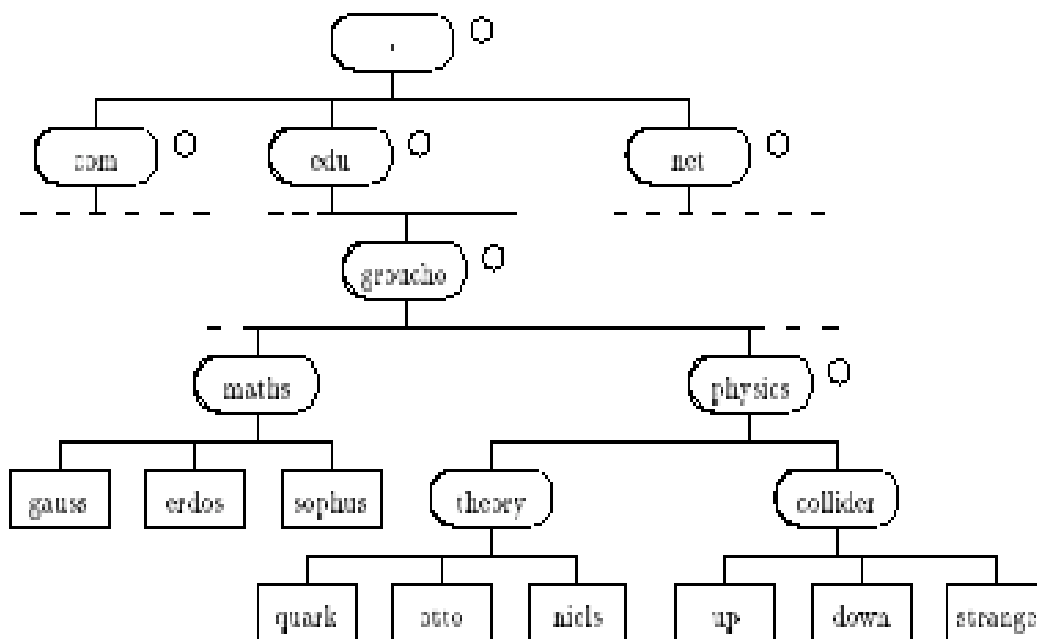 .
com edu net
groucho
maths physics
gauss erdos sophus theory collider
quark otto niels up down strange